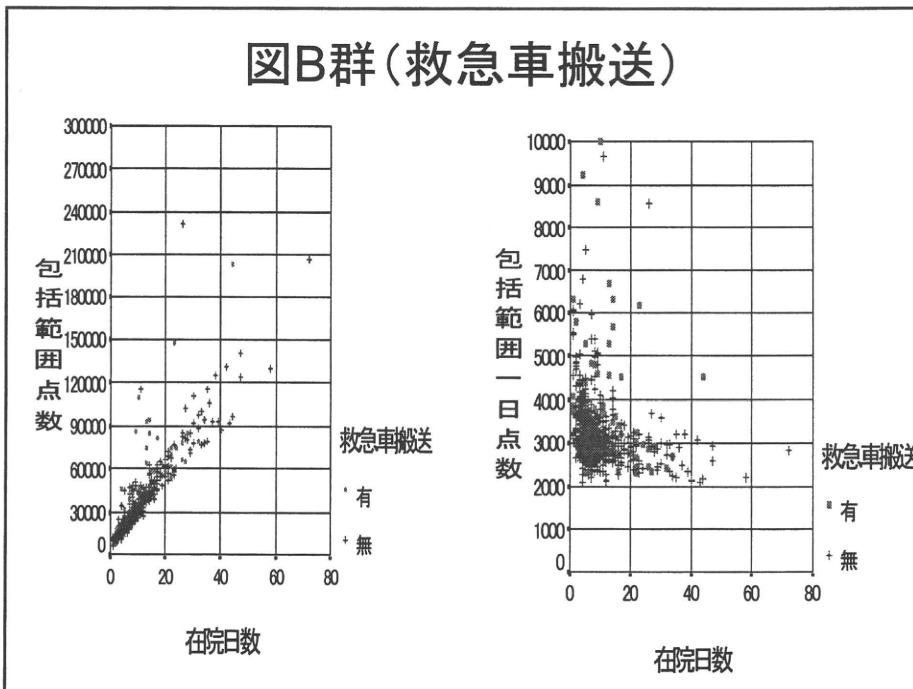 図B群(救急車搬送)
300000
270000
240000
210000
180000
150000
120000
90000
60000
30000
0
包括範囲点数
0 20 40 60 80
在院日数
救急車搬送
有
無
10000
9000
8000
7000
6000
5000
4000
3000
2000
1000
0
包括範囲一日点数
0 20 40 60 80
在院日数
救急車搬送
有
無